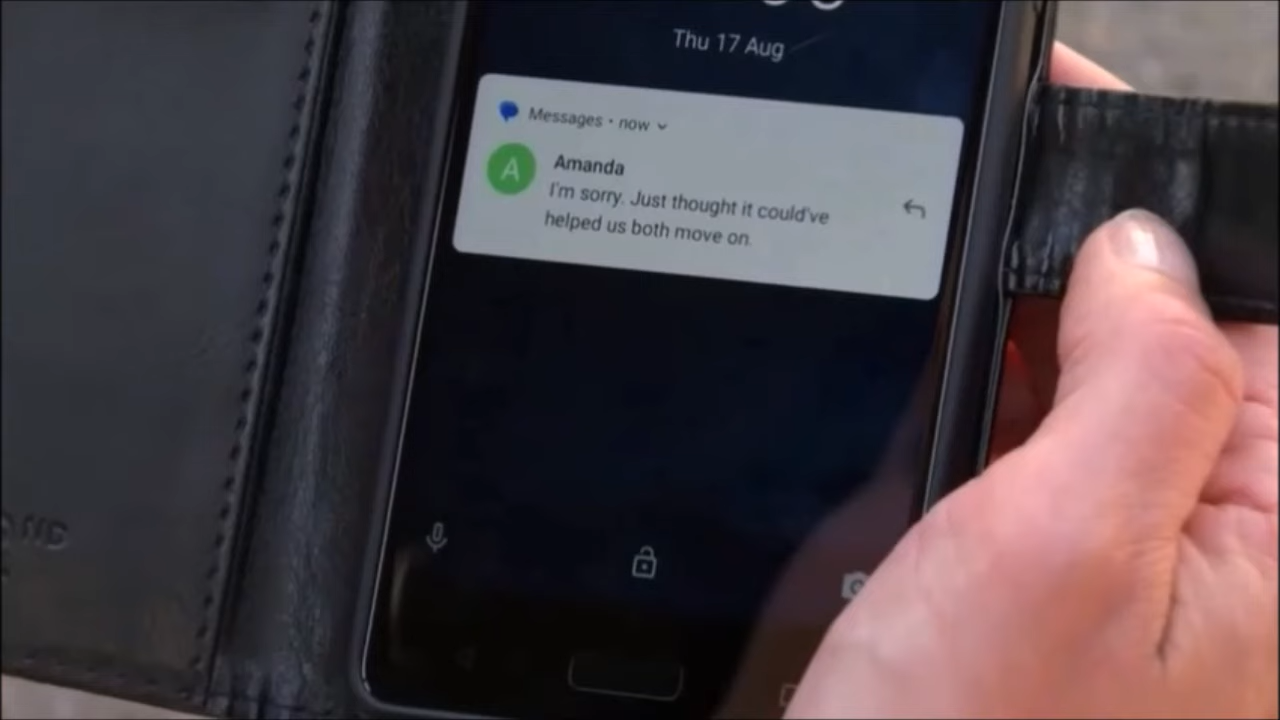 Thu 17 Aug
Messages • now
A
Amanda
I'm sorry. Just thought it could've
helped us both move on.